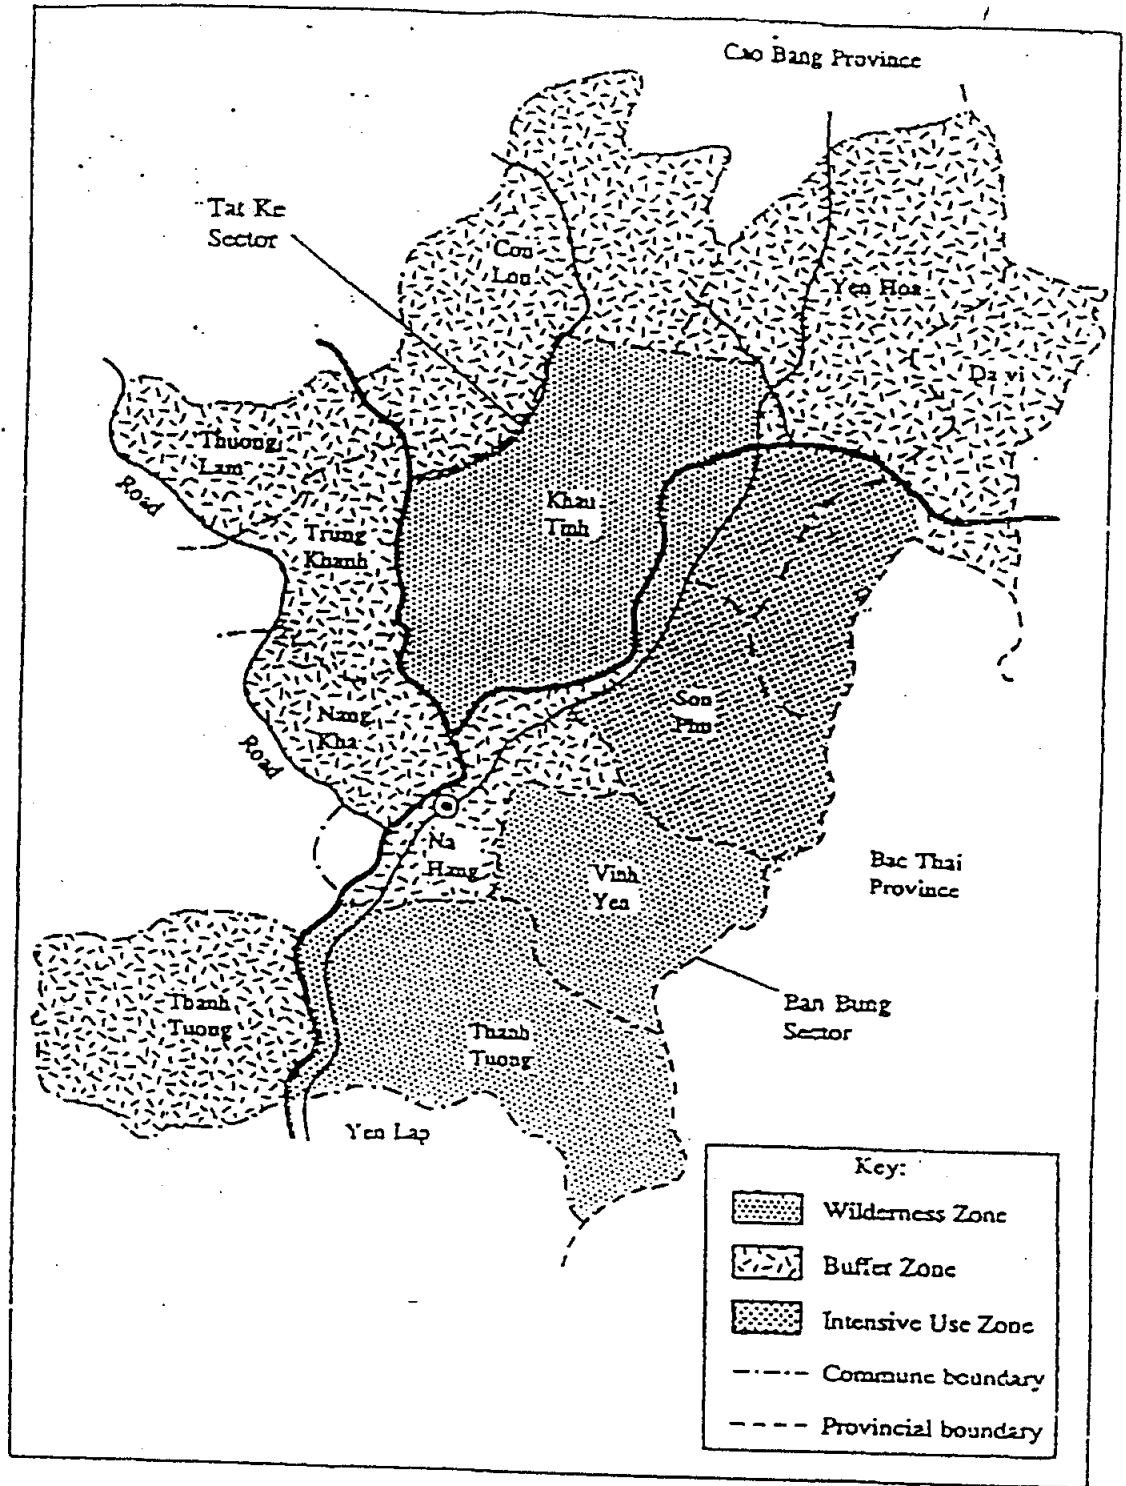 Cao Bang Province
Tat Ke
Sector
Con
Lon
Yen Hoa
Da vi
Thuong
Lam
Road
Khau
Tinh
Trung
Khanh
Son
Phu
Nang
Kha
Road
Na
Hang
Vinh
Yen
Bac Thai
Province
Thanh
Tuong
Ban Bung
Sector
Thanh
Tuong
Yen Lap
Key:
Wilderness Zone
Buffer Zone
Intensive Use Zone
Commune boundary
Provincial boundary